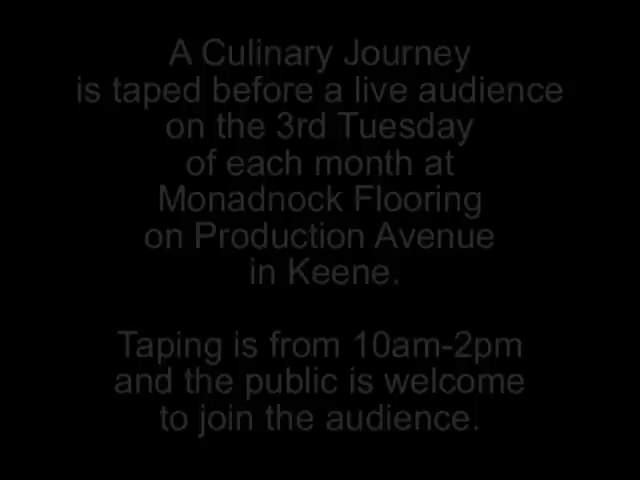 A Culinary Journey
is taped before a live audience
on the 3rd Tuesday
of each month at
Monadnock Flooring
on Production Avenue
in Keene.
Taping is from 10am-2pm
and the public is welcome
to join the audience.